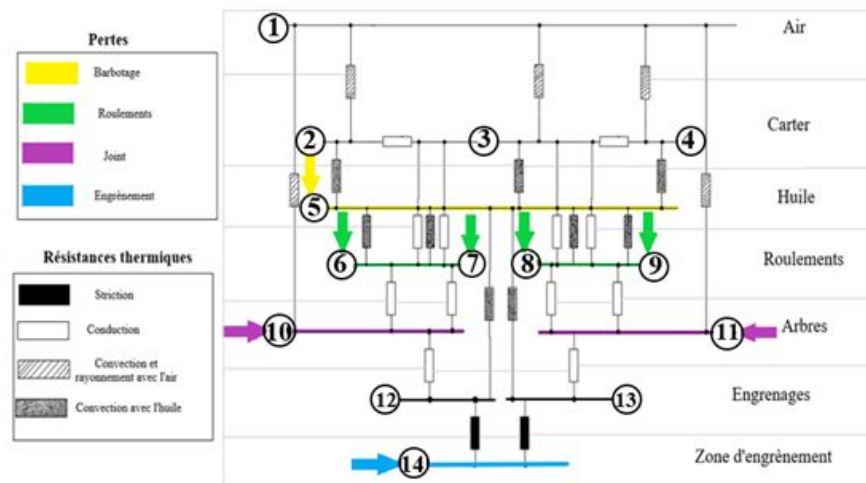 Pertes
Barbotage
Roulements
Joint
Engrènement
Résistances thermiques
Striction
Conduction
Convection et
rayonnement avec l'air
Convection avec l'huile
1
Air
2
3
4
Carter
5
Huile
6
7
8
9
Roulements
10
11
Arbres
12
13
Engrenages
14
Zone d'engrènement